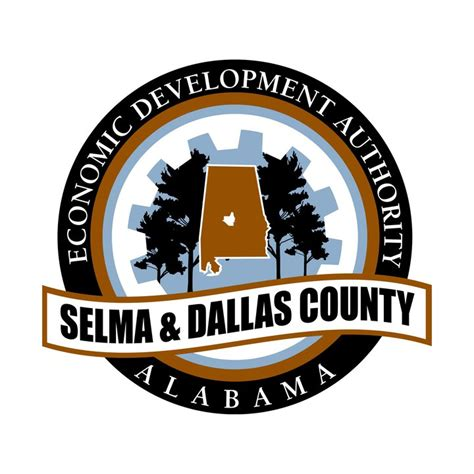 ECONOMIC DEVELOPMENT AUTHORITY
SELMA & DALLAS COUNTY
ALABAMA